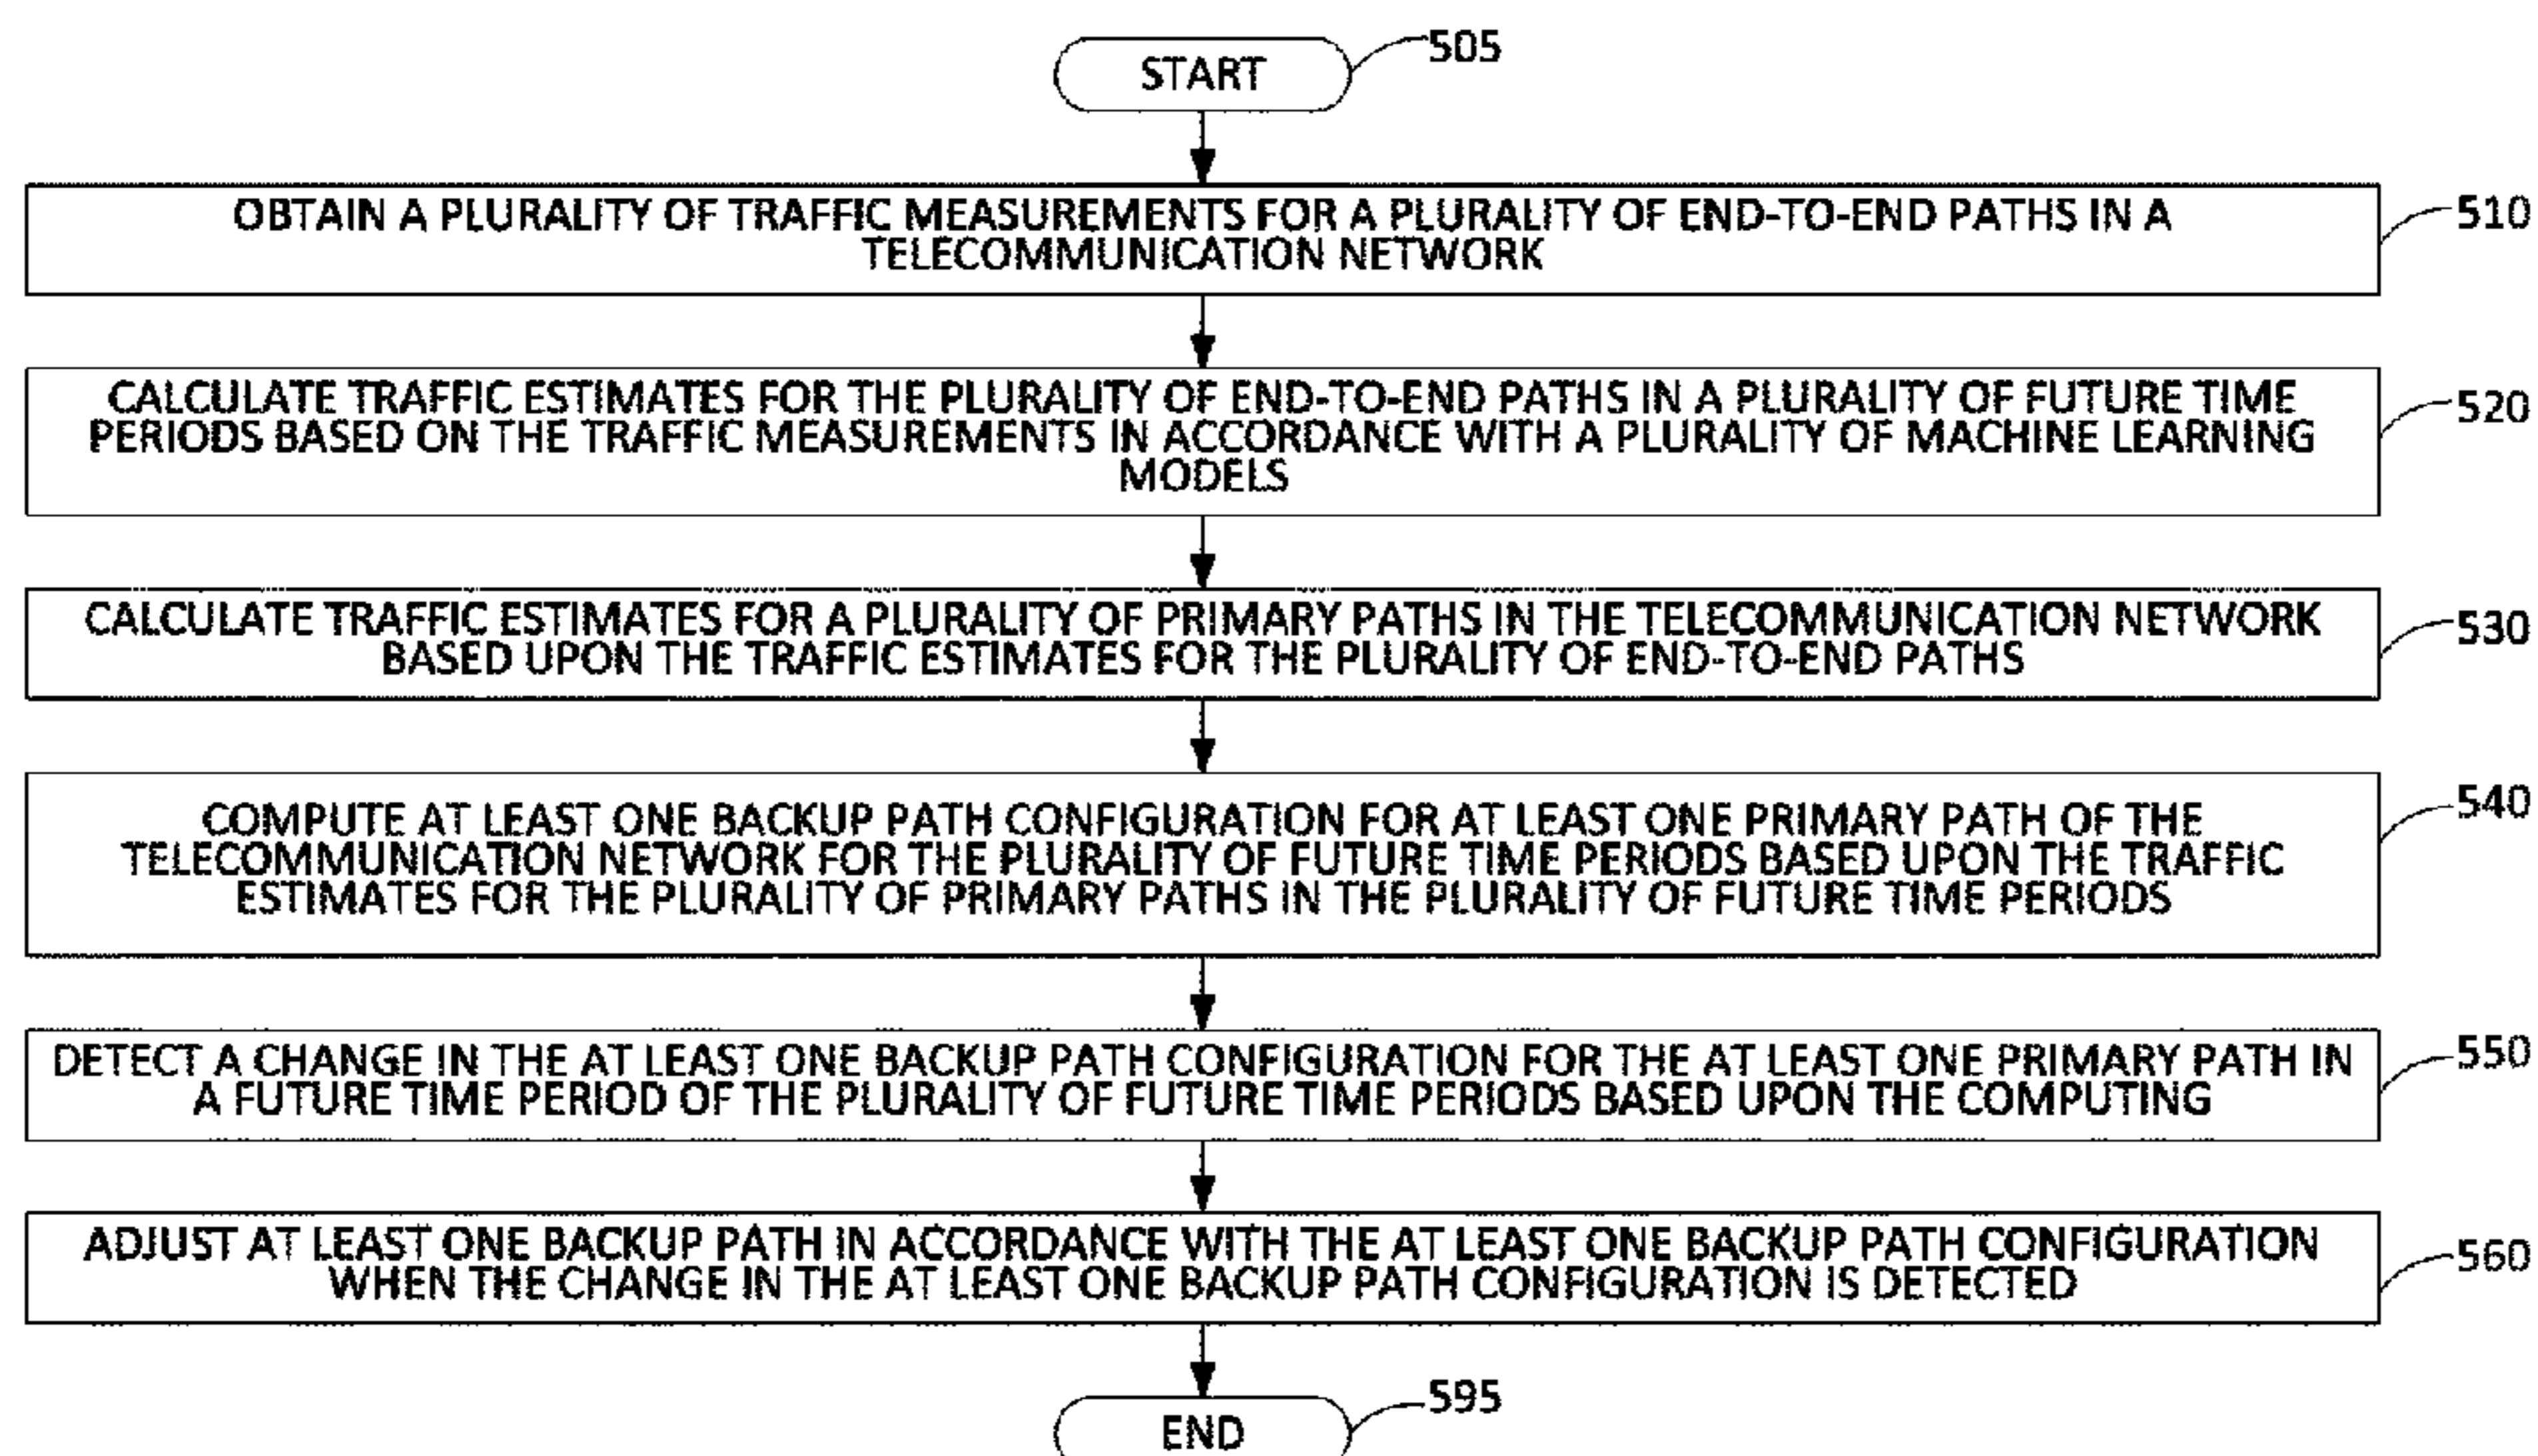 START
505
OBTAIN A PLURALITY OF TRAFFIC MEASUREMENTS FOR A PLURALITY OF END-TO-END PATHS IN A
TELECOMMUNICATION NETWORK
510
CALCULATE TRAFFIC ESTIMATES FOR THE PLURALITY OF END-TO-END PATHS IN A PLURALITY OF FUTURE TIME
PERIODS BASED ON THE TRAFFIC MEASUREMENTS IN ACCORDANCE WITH A PLURALITY OF MACHINE LEARNING
MODELS
520
CALCULATE TRAFFIC ESTIMATES FOR A PLURALITY OF PRIMARY PATHS IN THE TELECOMMUNICATION NETWORK
BASED UPON THE TRAFFIC ESTIMATES FOR THE PLURALITY OF END-TO-END PATHS
530
COMPUTE AT LEAST ONE BACKUP PATH CONFIGURATION FOR AT LEAST ONE PRIMARY PATH OF THE
TELECOMMUNICATION NETWORK FOR THE PLURALITY OF FUTURE TIME PERIODS BASED UPON THE TRAFFIC
ESTIMATES FOR THE PLURALITY OF PRIMARY PATHS IN THE PLURALITY OF FUTURE TIME PERIODS
540
DETECT A CHANGE IN THE AT LEAST ONE BACKUP PATH CONFIGURATION FOR THE AT LEAST ONE PRIMARY PATH IN
A FUTURE TIME PERIOD OF THE PLURALITY OF FUTURE TIME PERIODS BASED UPON THE COMPUTING
550
ADJUST AT LEAST ONE BACKUP PATH IN ACCORDANCE WITH THE AT LEAST ONE BACKUP PATH CONFIGURATION
WHEN THE CHANGE IN THE AT LEAST ONE BACKUP PATH CONFIGURATION IS DETECTED
560
END
595